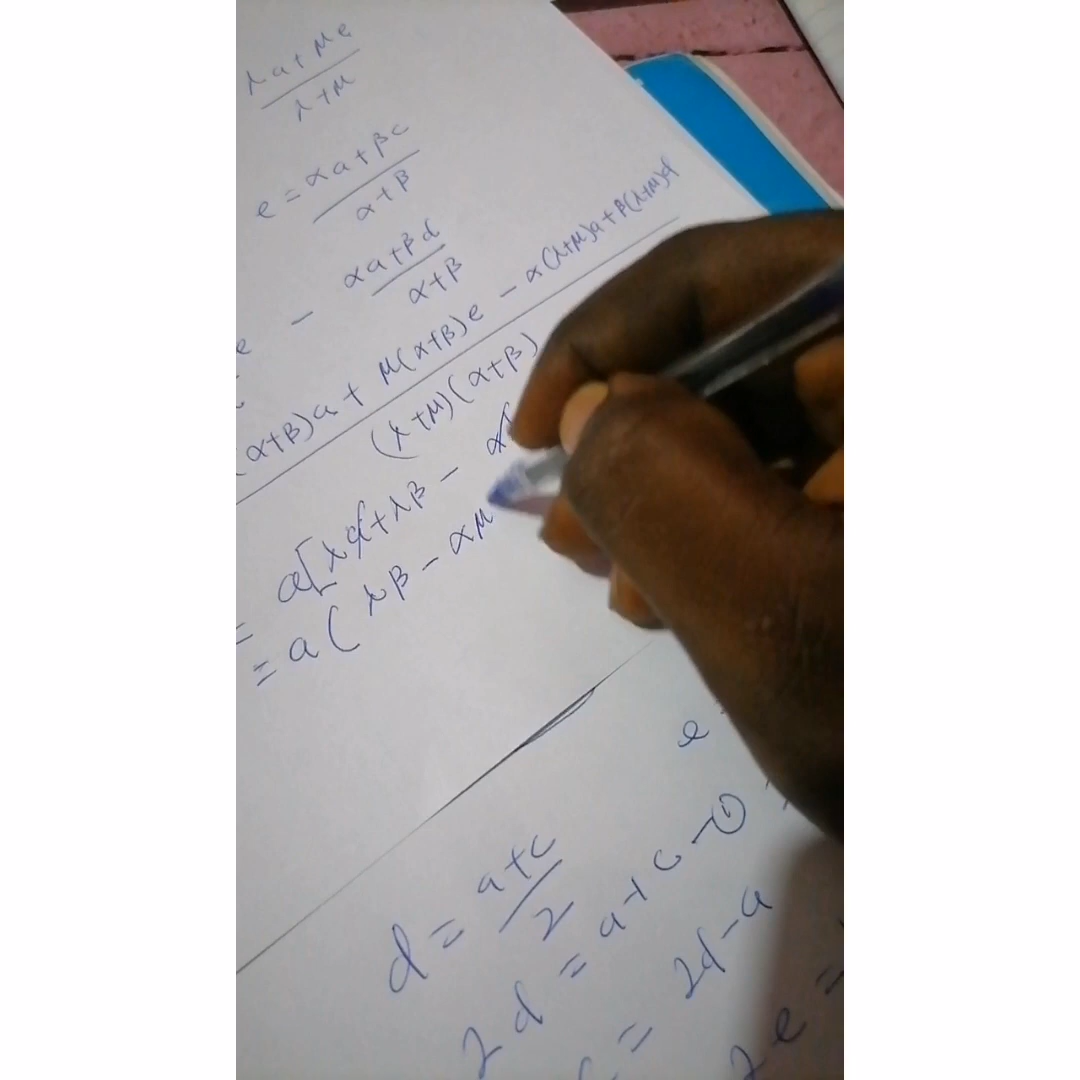 λa + μe
λ+μ
e = αa + βc
α+β
e − αa+βd
α+β
(α+β)a + μ(α+β)e − α(λ+μ)a + β(λ+μ)d
(λ+μ)(α+β)
= a[λα+λβ − α
= a(λβ − αμ
e
d = a+c
2
2d = a+c −①
= 2d−a
2e =